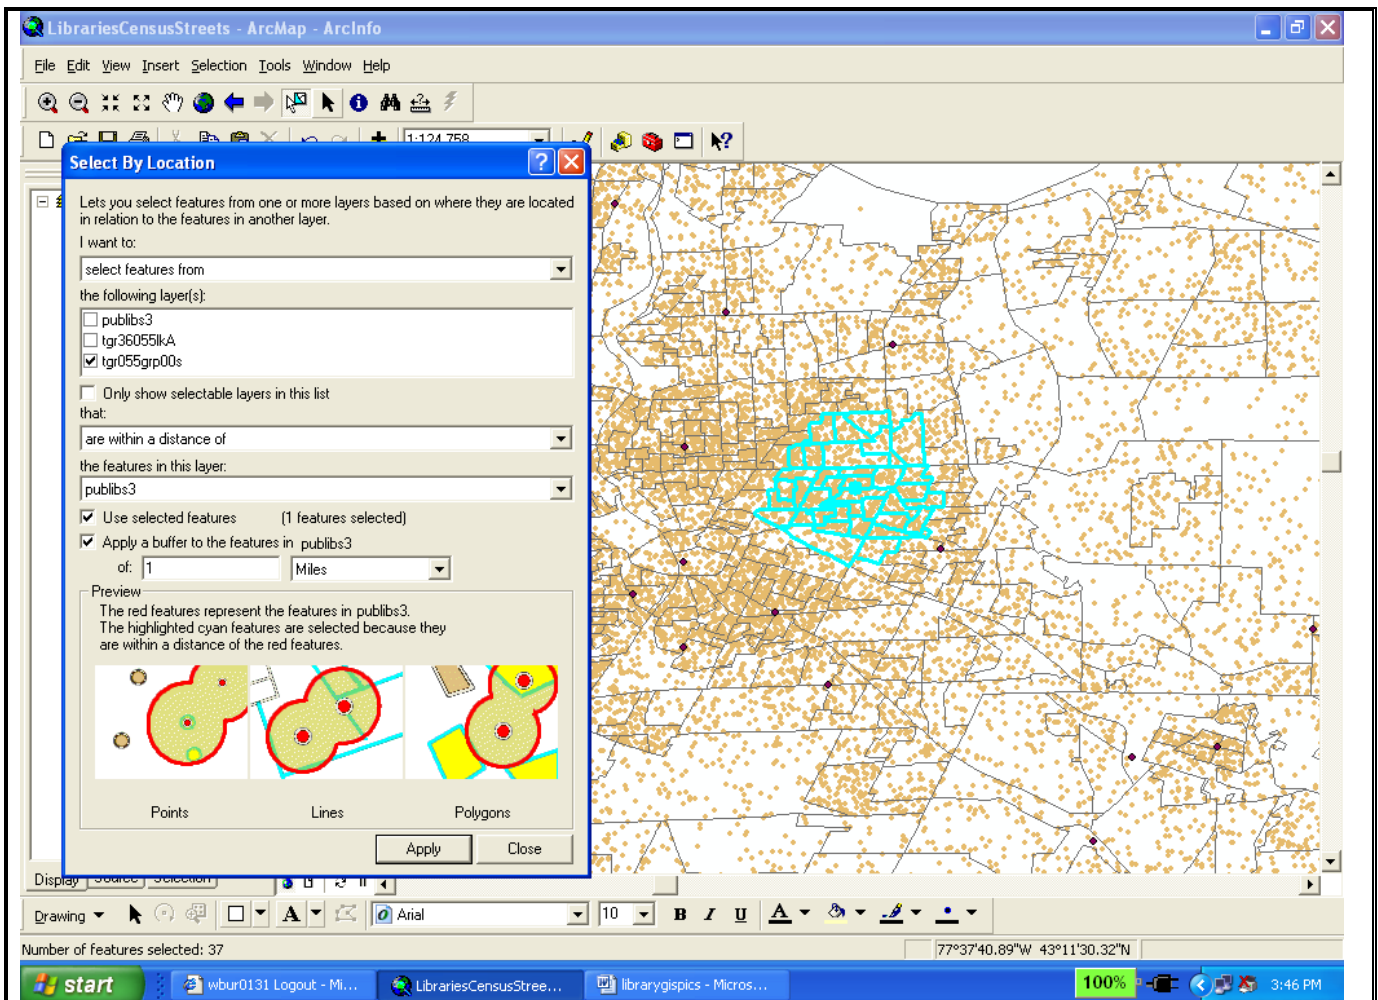 LibrariesCensusStreets - ArcMap - ArcInfo
File Edit View Insert Selection Tools Window Help
1:124,758
Select By Location
Lets you select features from one or more layers based on where they are located
in relation to the features in another layer.
I want to:
select features from
the following layer(s):
publibs3
tgr36055lkA
tgr055grp00s
Only show selectable layers in this list
that:
are within a distance of
the features in this layer:
publibs3
Use selected features (1 features selected)
Apply a buffer to the features in publibs3
of: 1 Miles
Preview
The red features represent the features in publibs3.
The highlighted cyan features are selected because they
are within a distance of the red features.
Points Lines Polygons
Apply Close
Display Source Selection
Drawing A Arial 10 B I U A
Number of features selected: 37
77°37'40.89"W 43°11'30.32"N
start wbur0131 Logout - Mi... LibrariesCensusStree... librarygispics - Micros... 100% 3:46 PM